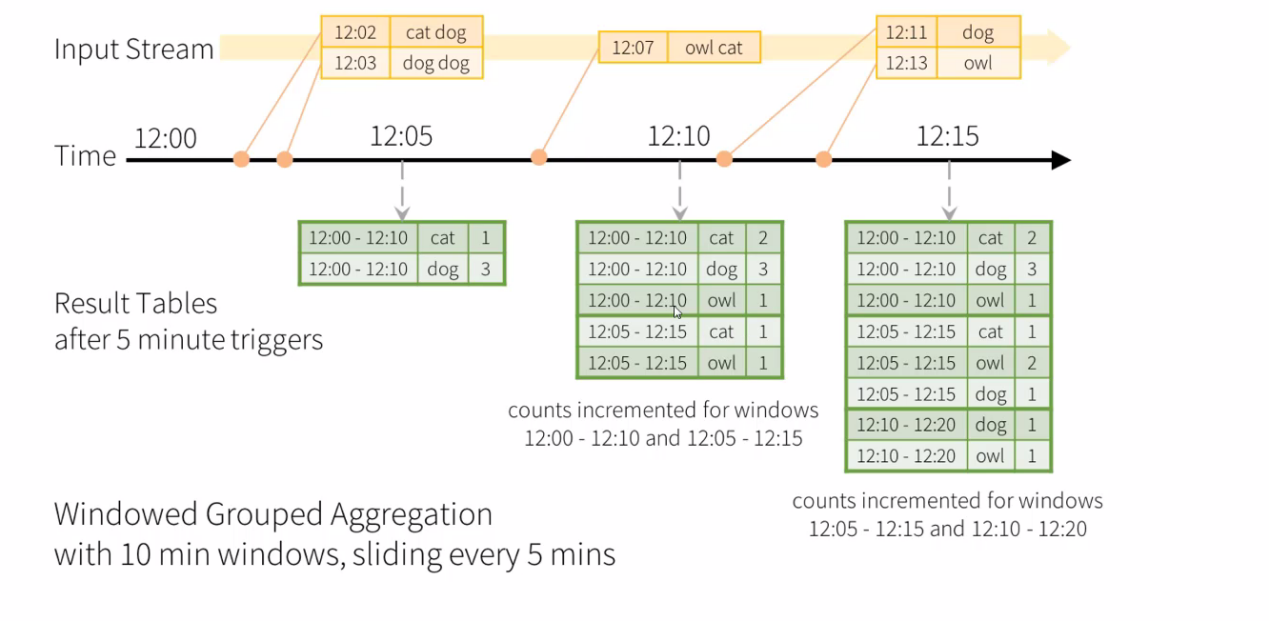 Input Stream
12:02 cat dog
12:03 dog dog
12:07 owl cat
12:11 dog
12:13 owl
Time
12:00
12:05
12:10
12:15
12:00 - 12:10 cat 1
12:00 - 12:10 dog 3
12:00 - 12:10 cat 2
12:00 - 12:10 dog 3
12:00 - 12:10 owl 1
12:05 - 12:15 cat 1
12:05 - 12:15 owl 1
12:00 - 12:10 cat 2
12:00 - 12:10 dog 3
12:00 - 12:10 owl 1
12:05 - 12:15 cat 1
12:05 - 12:15 owl 2
12:05 - 12:15 dog 1
12:10 - 12:20 dog 1
12:10 - 12:20 owl 1
Result Tables
after 5 minute triggers
counts incremented for windows
12:00 - 12:10 and 12:05 - 12:15
counts incremented for windows
12:05 - 12:15 and 12:10 - 12:20
Windowed Grouped Aggregation
with 10 min windows, sliding every 5 mins